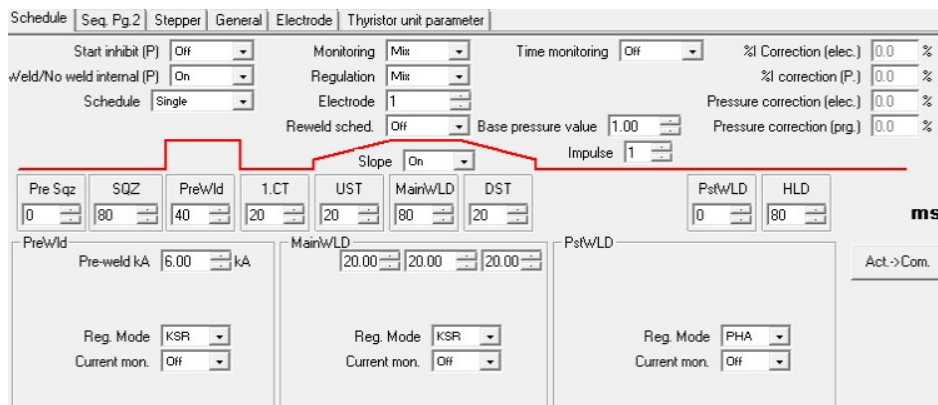 Schedule Seq. Pg.2 Stepper General Electrode Thyristor unit parameter
Start inhibit (P) Off Monitoring Mix Time monitoring Off %I Correction (elec.) 0.0 %
Weld/No weld internal (P) On Regulation Mix %I correction (P.) 0.0 %
Schedule Single Electrode 1 Pressure correction (elec.) 0.0 %
Reweld sched. Off Base pressure value 1.00 Pressure correction (prg.) 0.0 %
Slope On Impulse 1
Pre Sqz SQZ PreWld 1.CT UST MainWLD DST PstWLD HLD
0 80 40 20 20 80 20 0 80 ms
PreWld MainWLD PstWLD
Pre-weld kA 6.00 kA 20.00 20.00 20.00 Act.->Com.
Reg. Mode KSR Reg. Mode KSR Reg. Mode PHA
Current mon. Off Current mon. Off Current mon. Off